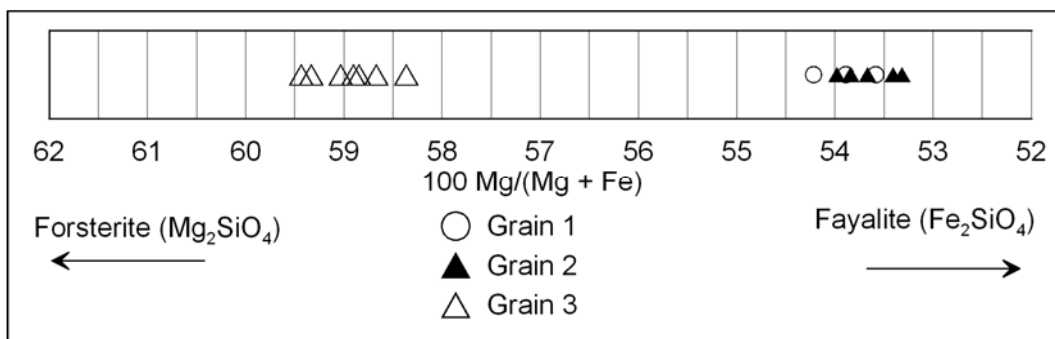 62 61 60 59 58 57 56 55 54 53 52
100 Mg/(Mg + Fe)
Forsterite (Mg₂SiO₄)
Fayalite (Fe₂SiO₄)
Grain 1
Grain 2
Grain 3